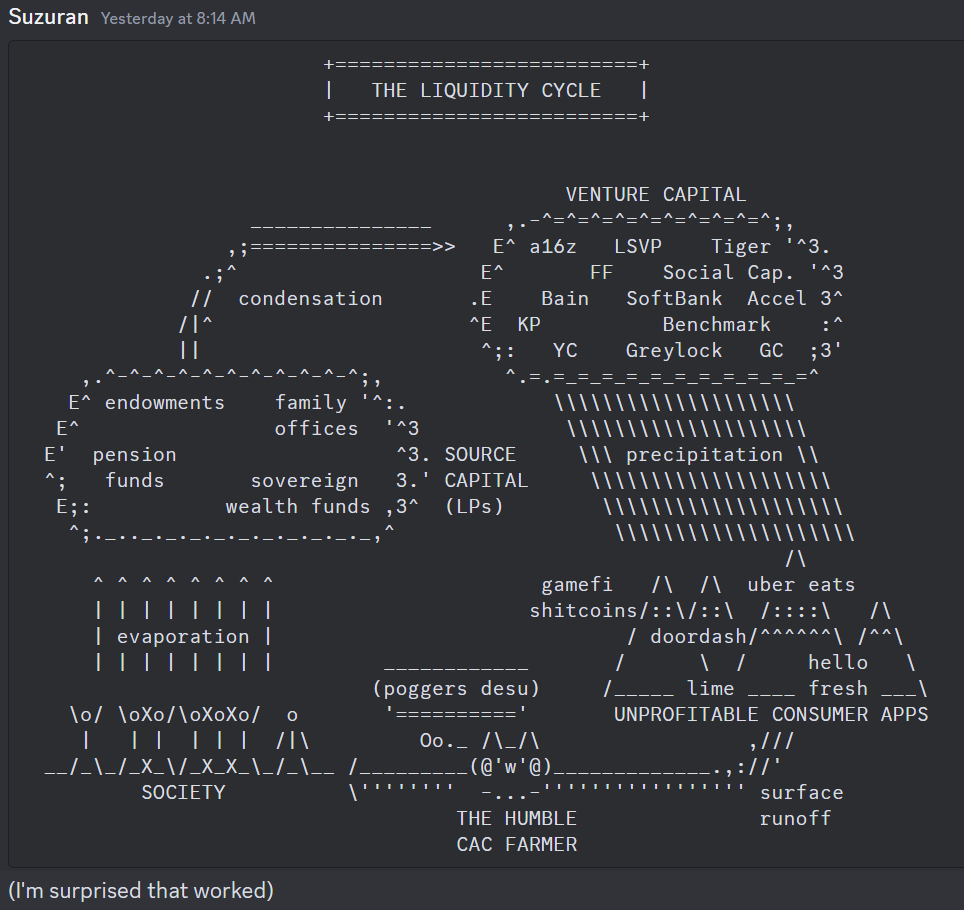 Suzuran Yesterday at 8:14 AM
THE LIQUIDITY CYCLE
VENTURE CAPITAL
a16z LSVP Tiger
FF Social Cap.
condensation
Bain SoftBank Accel
KP Benchmark
YC Greylock GC
endowments family
offices
pension
funds sovereign
wealth funds
SOURCE
CAPITAL
(LPs)
precipitation
evaporation
gamefi uber eats
shitcoins
doordash
hello
lime fresh
UNPROFITABLE CONSUMER APPS
(poggers desu)
SOCIETY
surface
runoff
THE HUMBLE
CAC FARMER
(I'm surprised that worked)